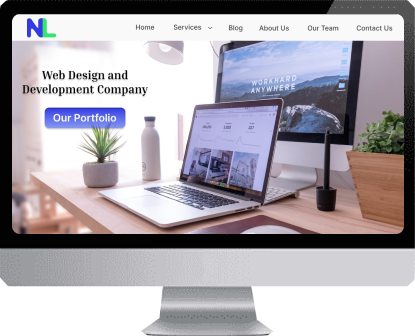 NL
Home Services Blog About Us Our Team Contact Us
Web Design and
Development Company
Our Portfolio
WORKHARD
ANYWHERE